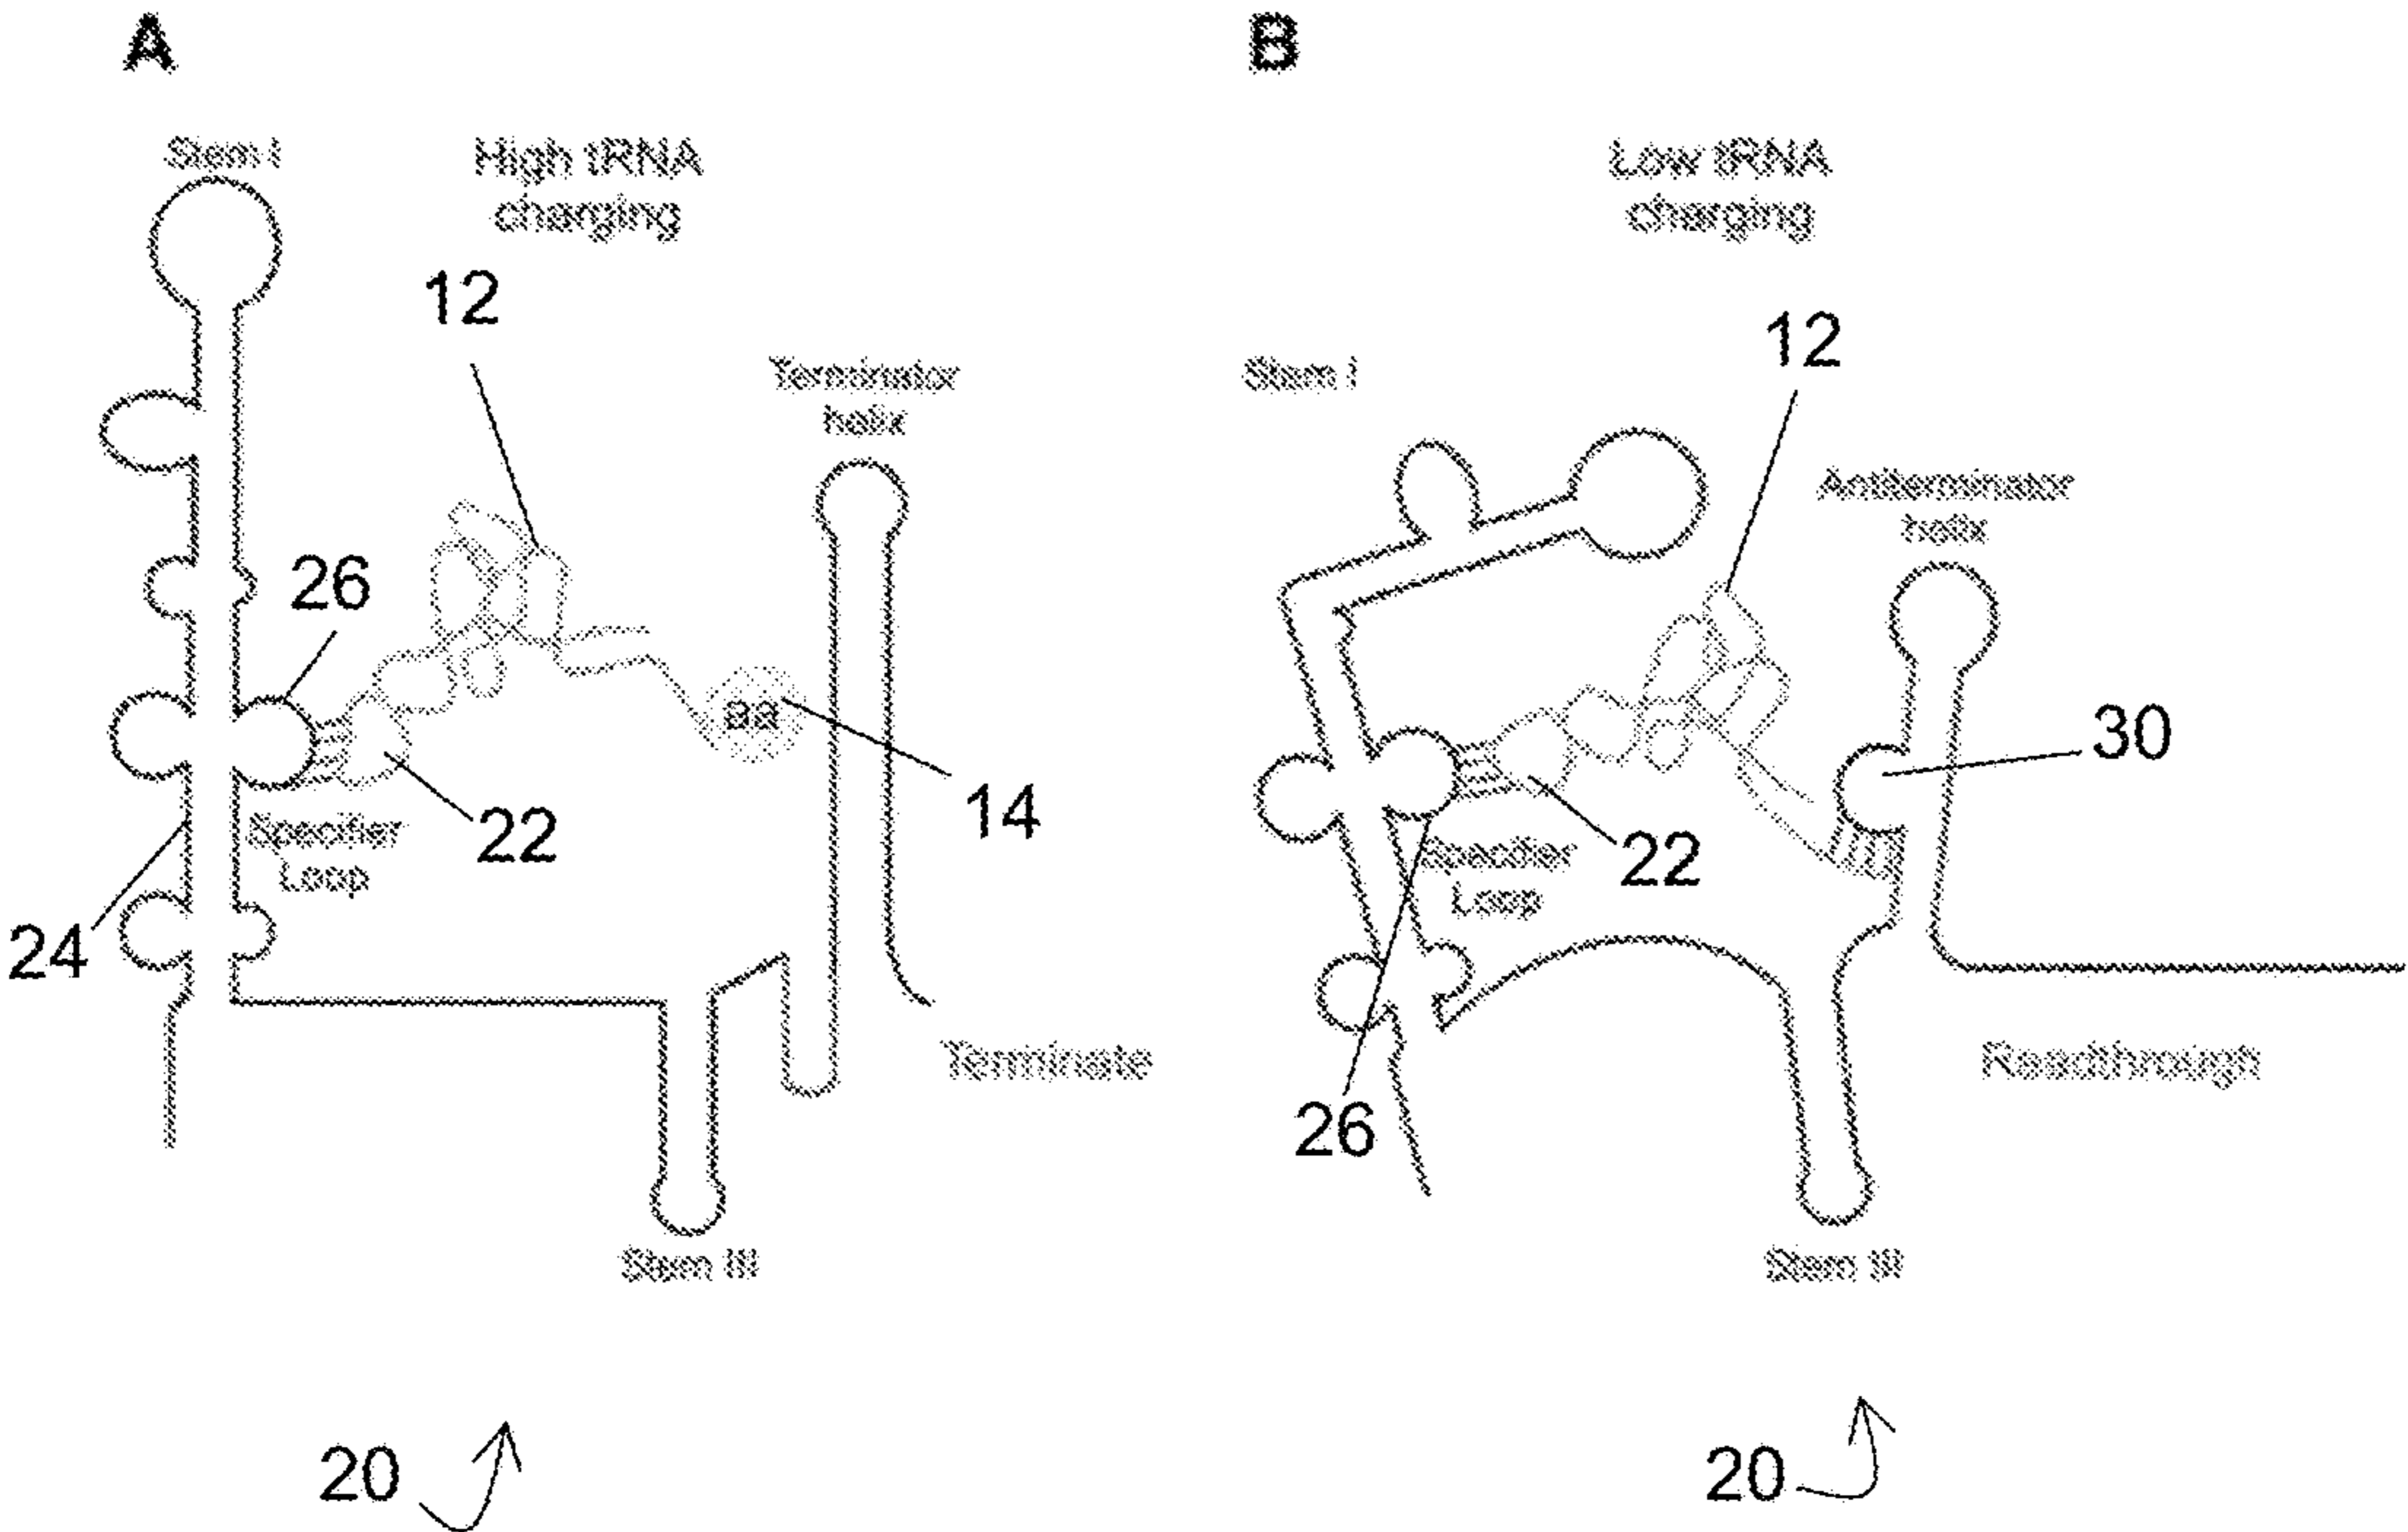 A
Stem I
High tRNA
charging
12
Terminator
helix
26
aa
14
22
Specifier
Loop
24
Terminate
Stem III
20
B
Low tRNA
charging
12
Stem I
Antiterminator
helix
30
22
Specifier
Loop
26
Readthrough
Stem III
20